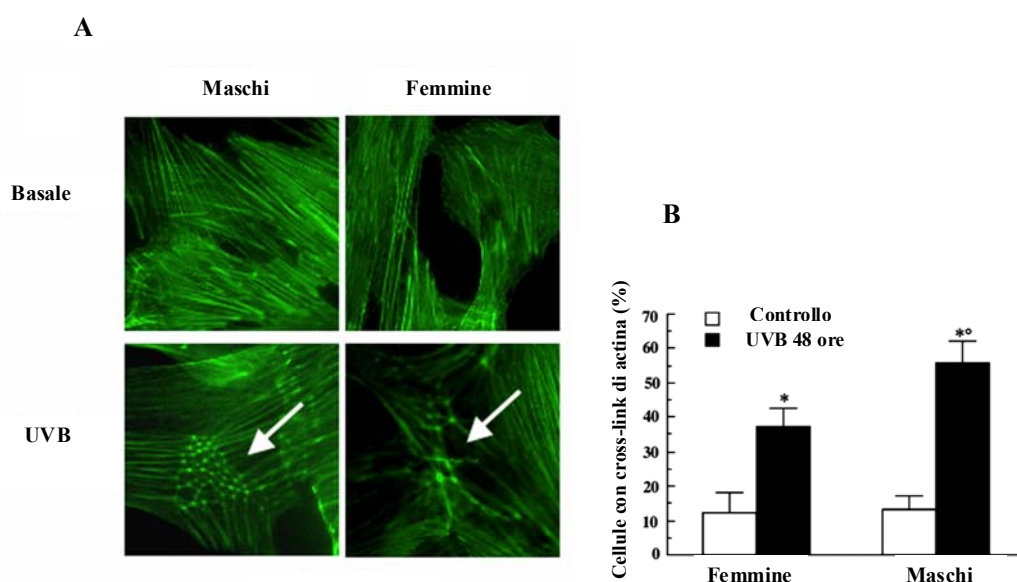 A
Maschi Femmine
Basale
UVB
B
Cellule con cross-link di actina (%)
70
60
50
40
30
20
10
0
Controllo
UVB 48 ore
*
*°
Femmine Maschi